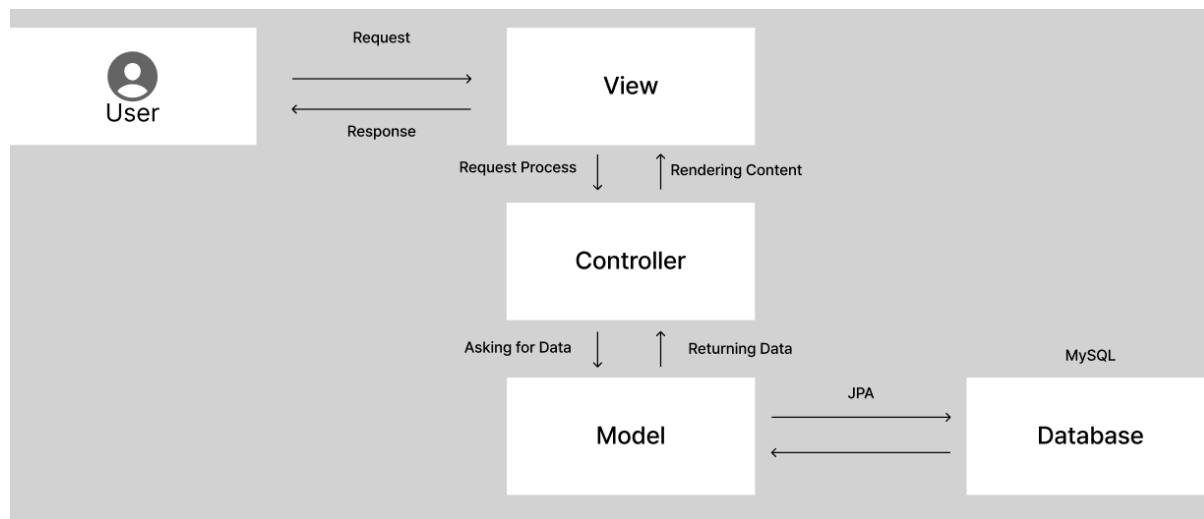 Request
User
View
Response
Request Process
Rendering Content
Controller
Asking for Data
Returning Data
MySQL
JPA
Model
Database